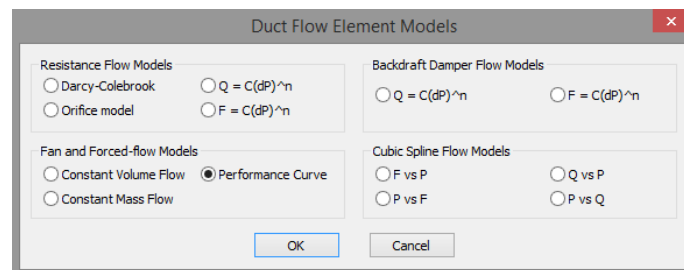 Duct Flow Element Models
Resistance Flow Models
Darcy-Colebrook
Q = C(dP)^n
Orifice model
F = C(dP)^n
Backdraft Damper Flow Models
Q = C(dP)^n
F = C(dP)^n
Fan and Forced-flow Models
Constant Volume Flow
Performance Curve
Constant Mass Flow
Cubic Spline Flow Models
F vs P
Q vs P
P vs F
P vs Q
OK
Cancel